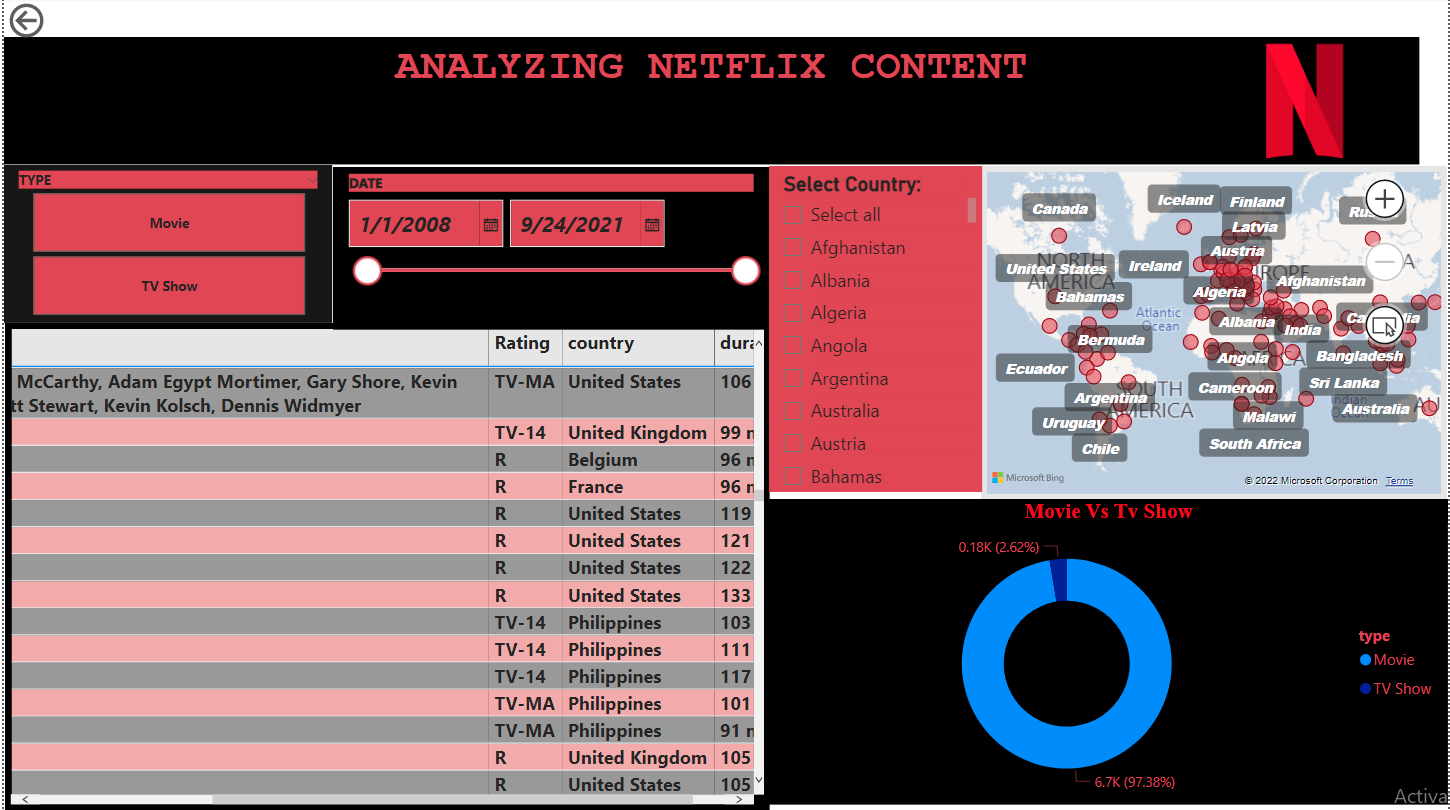 ANALYZING NETFLIX CONTENT
N
TYPE
Movie
TV Show
DATE
1/1/2008
9/24/2021
Select Country:
Select all
Afghanistan
Albania
Algeria
Angola
Argentina
Australia
Austria
Bahamas
Canada
Iceland
Finland
Latvia
Austria
NORTH AMERICA
United States
Ireland
Afghanistan
Bahamas
Algeria
Atlantic Ocean
Albania
India
Bermuda
Angola
Bangladesh
Ecuador
SOUTH AMERICA
Cameroon
Sri Lanka
Argentina
Indian
Australia
Uruguay
Malawi
Chile
South Africa
Microsoft Bing
© 2022 Microsoft Corporation Terms
Rating country
McCarthy, Adam Egypt Mortimer, Gary Shore, Kevin TV-MA United States 106
tt Stewart, Kevin Kolsch, Dennis Widmyer
TV-14 United Kingdom 99
R Belgium 96
R France 96
R United States 119
R United States 121
R United States 122
R United States 133
TV-14 Philippines 103
TV-14 Philippines 111
TV-14 Philippines 117
TV-MA Philippines 101
TV-MA Philippines 91
R United Kingdom 105
R United States 105
Movie Vs Tv Show
0.18K (2.62%)
6.7K (97.38%)
type
Movie
TV Show
Activa